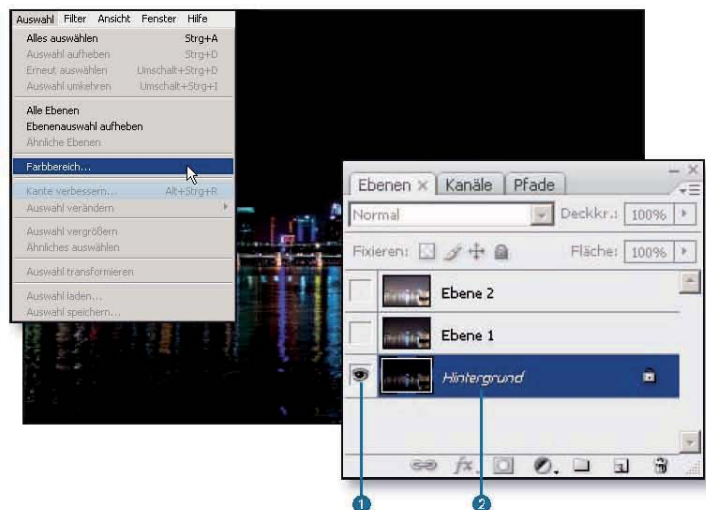 Auswahl Filter Ansicht Fenster Hilfe
Alles auswählen Strg+A
Auswahl aufheben Strg+D
Erneut auswählen Umschalt+Strg+D
Auswahl umkehren Umschalt+Strg+I
Alle Ebenen
Ebenenauswahl aufheben
Ähnliche Ebenen
Farbbereich...
Kante verbessern... Alt+Strg+R
Auswahl verändern
Auswahl vergrößern
Ähnliches auswählen
Auswahl transformieren
Auswahl laden...
Auswahl speichern...
Ebenen × Kanäle Pfade
Normal Deckkr.: 100%
Fixieren: Fläche: 100%
Ebene 2
Ebene 1
Hintergrund
fx.
1 2